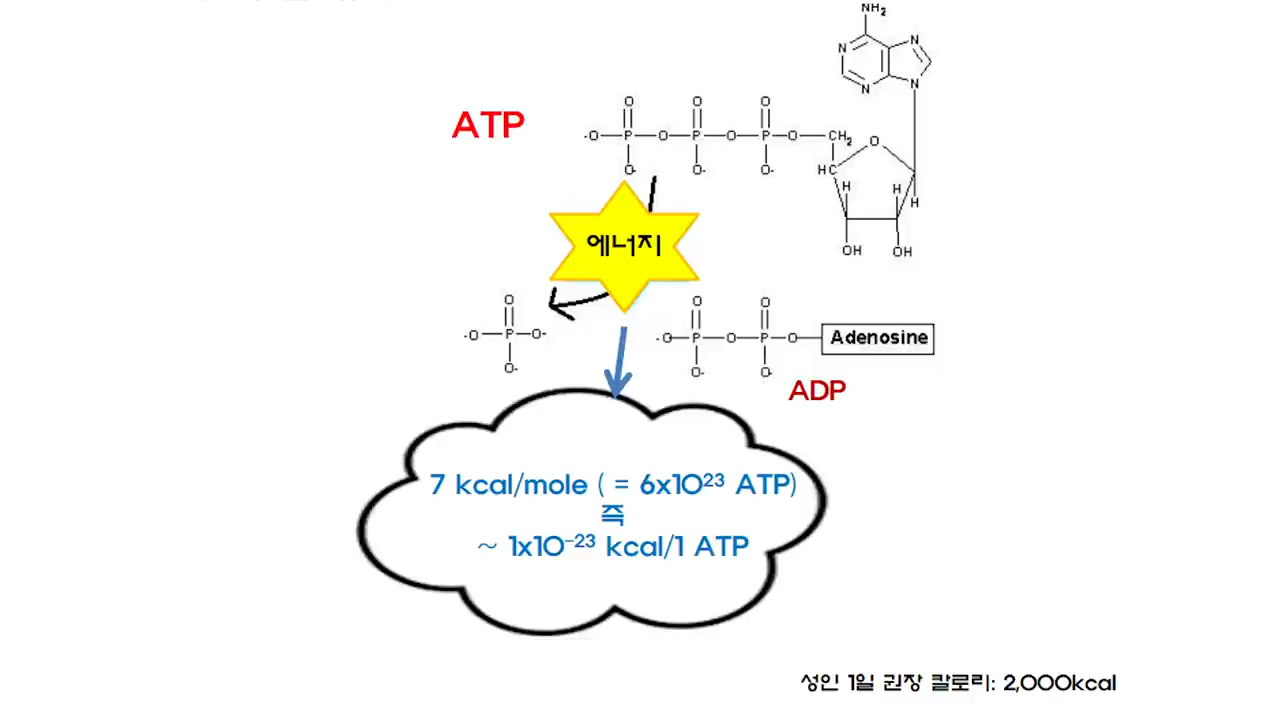 NH2
N
N
N
N
ATP
O
O
O
-O
P
O
P
O
P
O
CH2
O
O-
O-
O-
HC
H
H
H
에너지
OH
OH
O
O
O
-O
P
O-
-O
P
O
P
O
Adenosine
O-
O-
O-
ADP
7 kcal/mole ( = 6x10²³ ATP)
즉
~ 1x10⁻²³ kcal/1 ATP
성인 1일 권장 칼로리: 2,000kcal